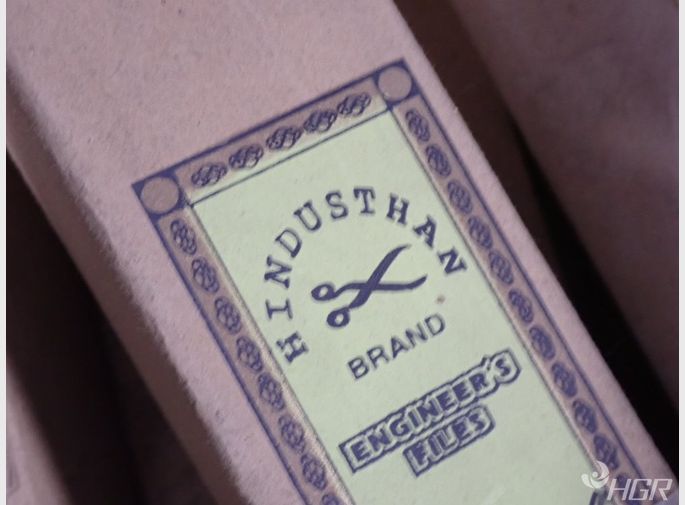 HINDUSTHAN
BRAND
ENGINEER'S
FILES
HGR